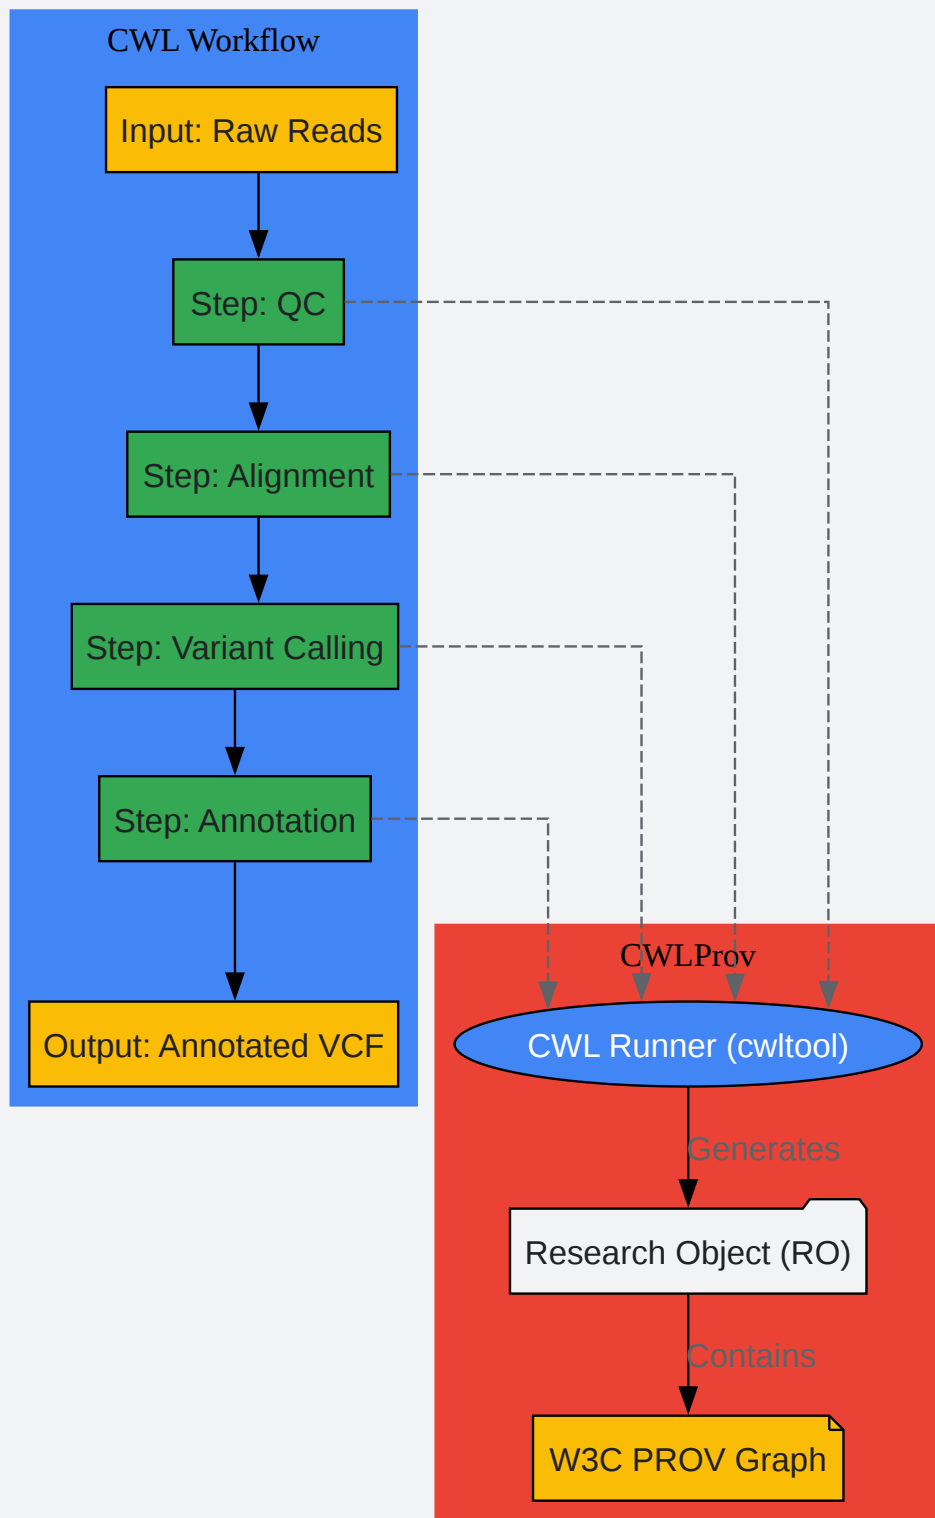 CWL Workflow
Input: Raw Reads
Step: QC
Step: Alignment
Step: Variant Calling
Step: Annotation
Output: Annotated VCF
CWLProv
CWL Runner (cwltool)
Generates
Research Object (RO)
Contains
W3C PROV Graph